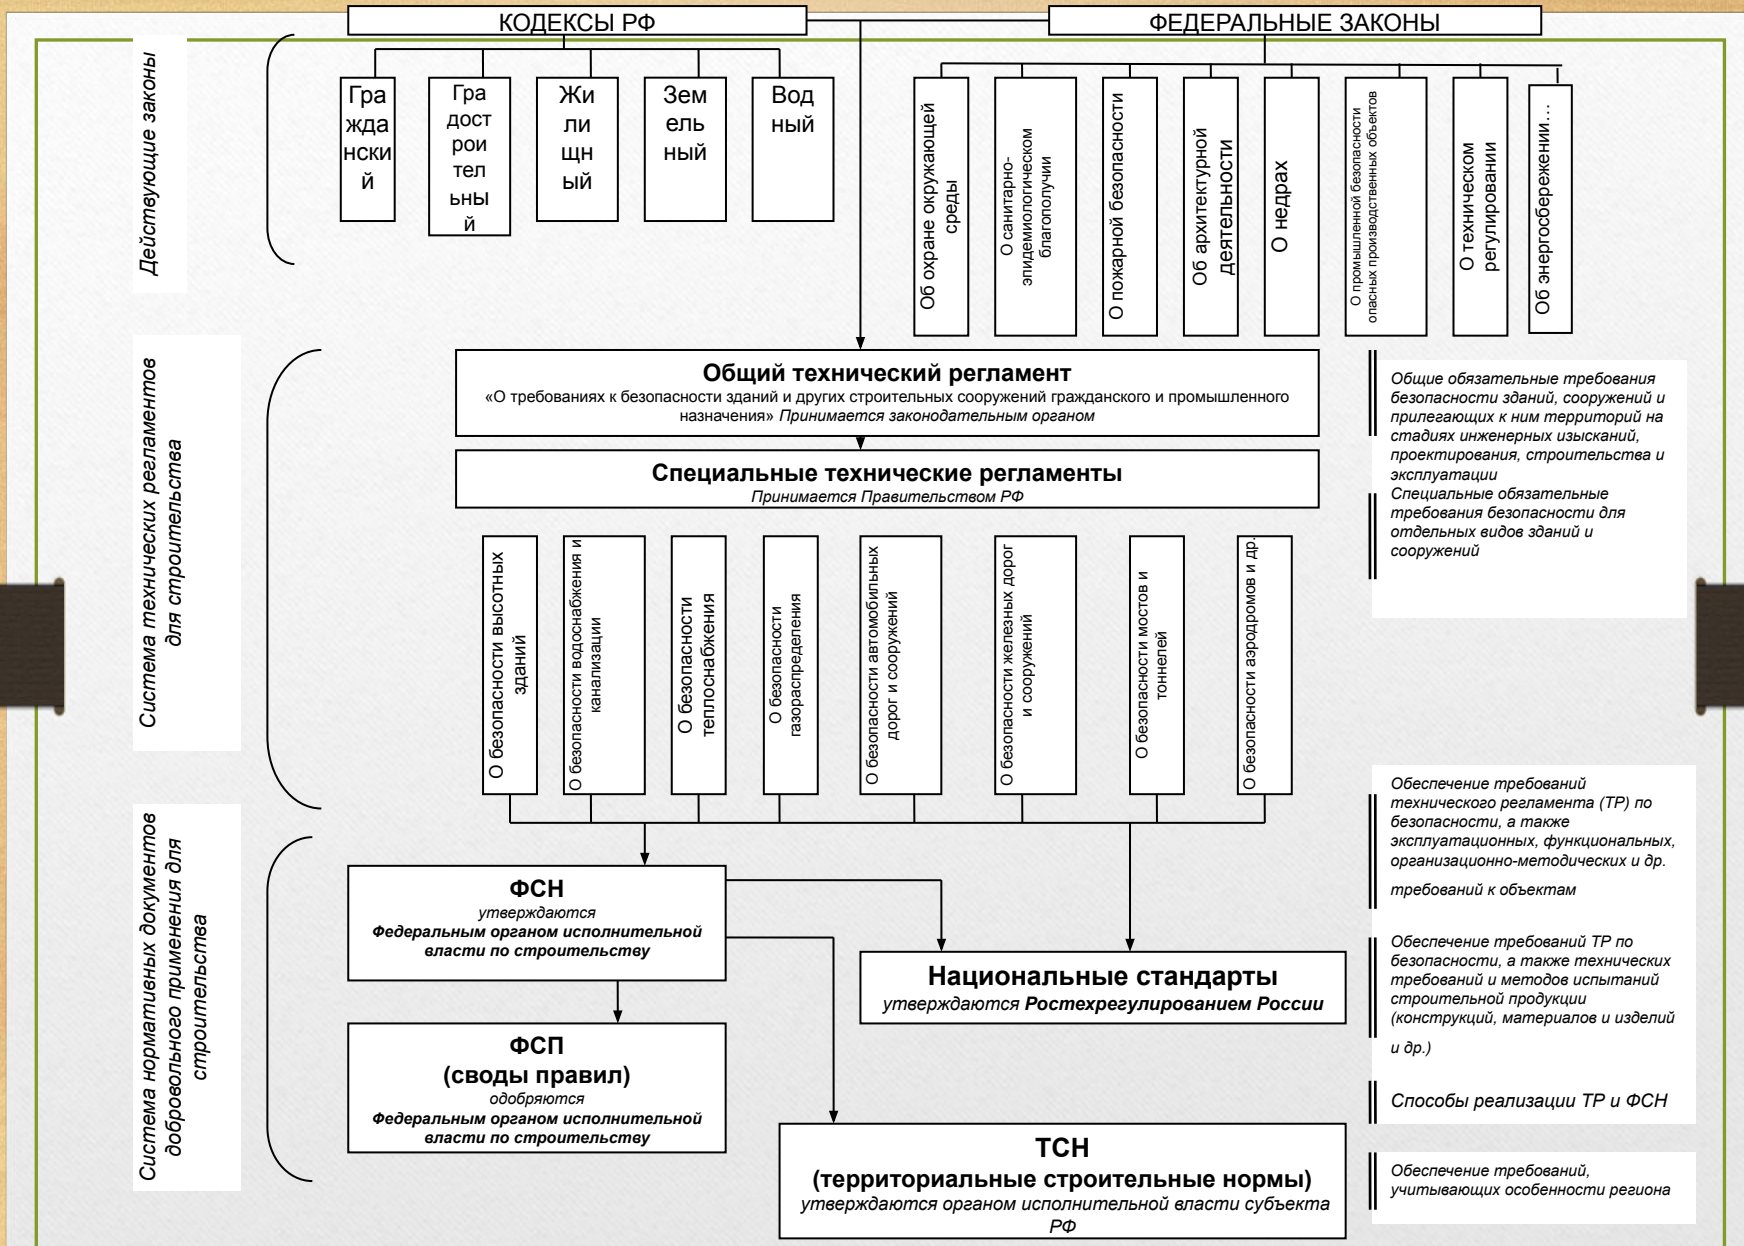 КОДЕКСЫ РФ
ФЕДЕРАЛЬНЫЕ ЗАКОНЫ
Действующие законы
Гра
жда
нски
й
Гра
дост
рои
тел
ьны
й
Жи
ли
щн
ый
Зем
ель
ный
Вод
ный
Об охране окружающей
среды
О санитарно-
эпидемиологическом
благополучии
О пожарной безопасности
Об архитектурной
деятельности
О недрах
О промышленной безопасности
опасных производственных объектов
О техническом
регулировании
Об энергосбережении…
Система технических регламентов
для строительства
Общий технический регламент
«О требованиях к безопасности зданий и других строительных сооружений гражданского и промышленного
назначения» Принимается законодательным органом
Специальные технические регламенты
Принимается Правительством РФ
Общие обязательные требования
безопасности зданий, сооружений и
прилегающих к ним территорий на
стадиях инженерных изысканий,
проектирования, строительства и
эксплуатации
Специальные обязательные
требования безопасности для
отдельных видов зданий и
сооружений
О безопасности высотных
зданий
О безопасности водоснабжения и
канализации
О безопасности
теплоснабжения
О безопасности
газораспределения
О безопасности автомобильных
дорог и сооружений
О безопасности железных дорог
и сооружений
О безопасности мостов и
тоннелей
О безопасности аэродромов и др.
Система нормативных документов
добровольного применения для
строительства
ФСН
утверждаются
Федеральным органом исполнительной
власти по строительству
ФСП
(своды правил)
одобряются
Федеральным органом исполнительной
власти по строительству
Национальные стандарты
утверждаются Ростехрегулированием России
ТСН
(территориальные строительные нормы)
утверждаются органом исполнительной власти субъекта
РФ
Обеспечение требований
технического регламента (ТР) по
безопасности, а также
эксплуатационных, функциональных,
организационно-методических и др.
требований к объектам
Обеспечение требований ТР по
безопасности, а также технических
требований и методов испытаний
строительной продукции
(конструкций, материалов и изделий
и др.)
Способы реализации ТР и ФСН
Обеспечение требований,
учитывающих особенности региона